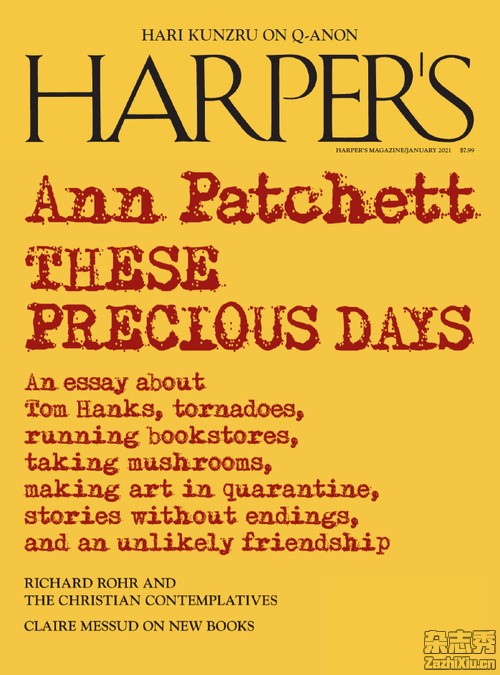 HARI KUNZRU ON Q-ANON
HARPER'S
HARPER'S MAGAZINE/JANUARY 2021 $7.99
Ann Patchett
THESE
PRECIOUS DAYS
An essay about
Tom Hanks, tornadoes,
running bookstores,
taking mushrooms,
making art in quarantine,
stories without endings,
and an unlikely friendship
RICHARD ROHR AND
THE CHRISTIAN CONTEMPLATIVES
CLAIRE MESSUD ON NEW BOOKS
杂志秀
ZaZhiXiu.cn